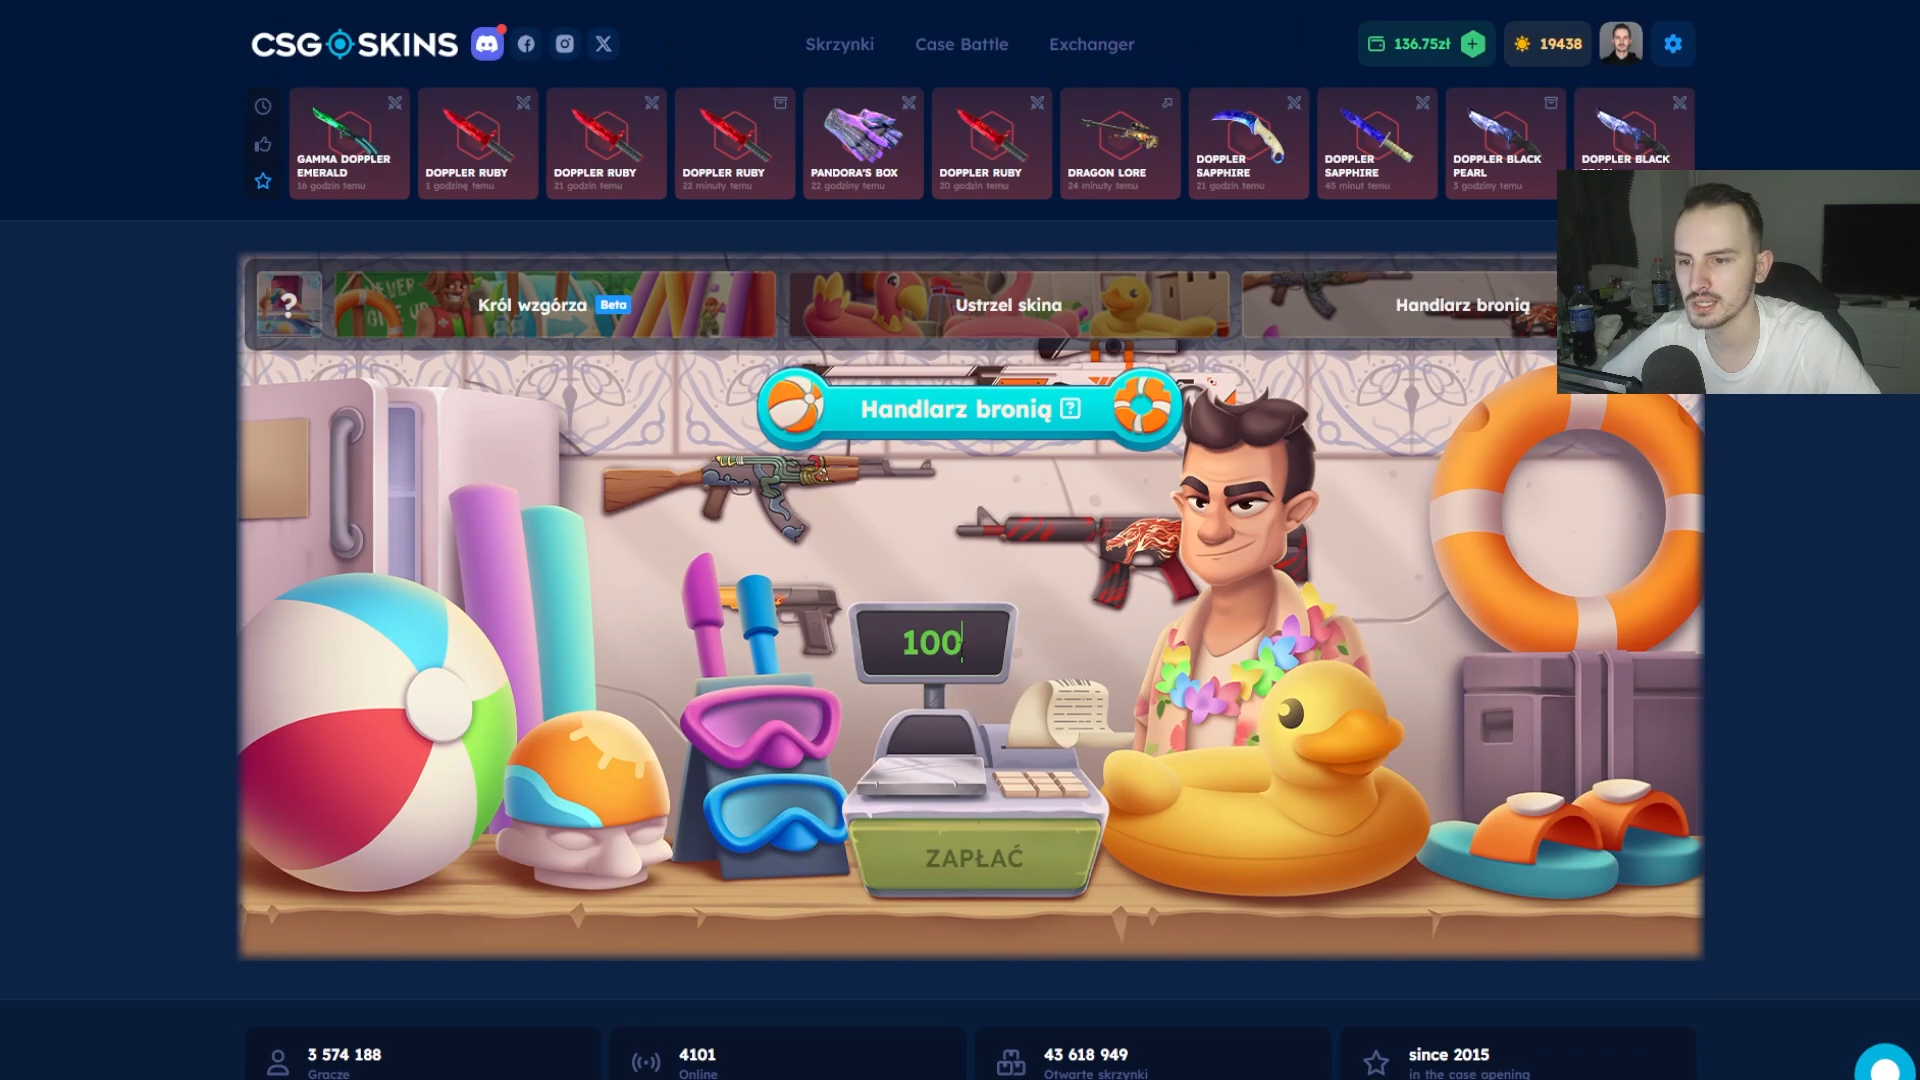 CSG SKINS
Skrzynki
Case Battle
Exchanger
136.75zł
19438
GAMMA DOPPLER
EMERALD
16 godzin temu
DOPPLER RUBY
1 godzinę temu
DOPPLER RUBY
21 godzin temu
DOPPLER RUBY
22 minuty temu
PANDORA'S BOX
22 godziny temu
DOPPLER RUBY
20 godzin temu
DRAGON LORE
24 minuty temu
DOPPLER
SAPPHIRE
21 godzin temu
DOPPLER
SAPPHIRE
45 minut temu
DOPPLER BLACK
PEARL
3 godziny temu
DOPPLER BLACK
?
Król wzgórza Beta
Ustrzel skina
Handlarz bronią
Handlarz bronią ?
100
ZAPŁAĆ
3 574 188
Gracze
4101
Online
43 618 949
Otwarte skrzynki
since 2015
in the case opening